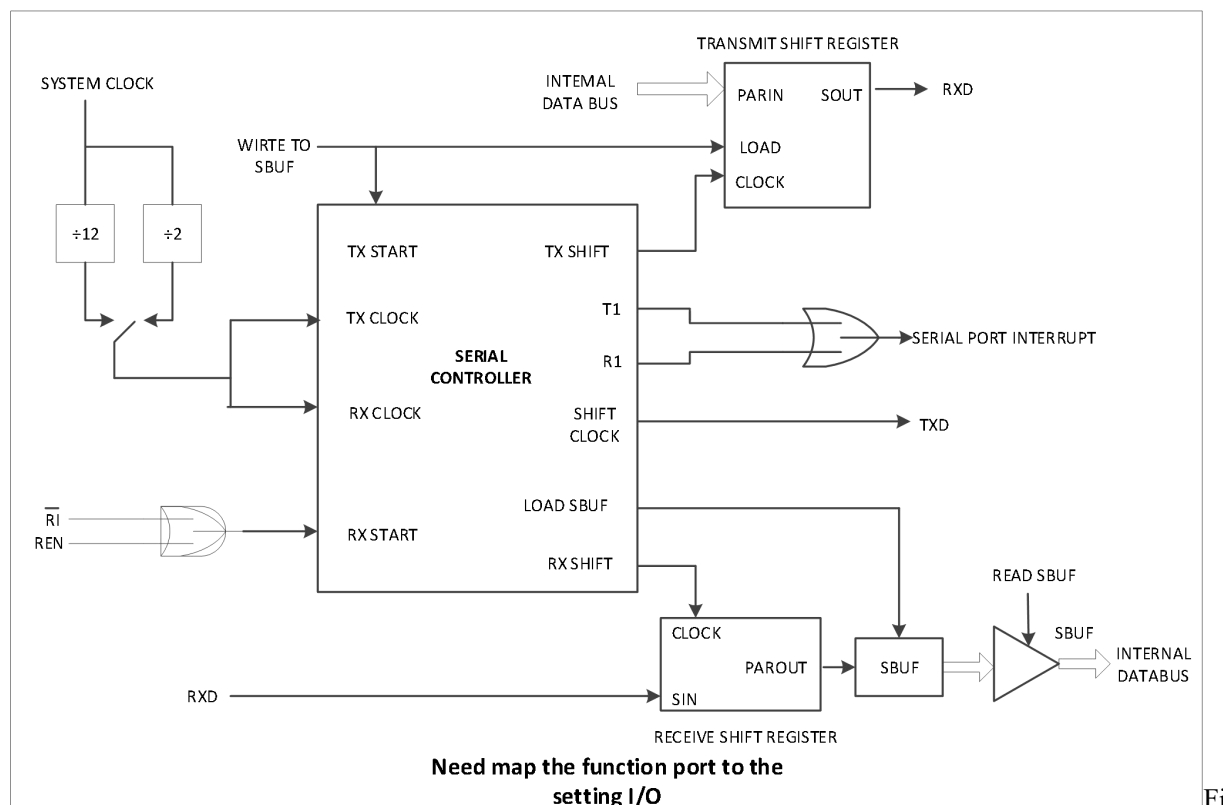 TRANSMIT SHIFT REGISTER
SYSTEM CLOCK
INTEMAL
DATA BUS
PARIN
SOUT
RXD
WIRTE TO
SBUF
LOAD
CLOCK
÷12
÷2
TX START
TX SHIFT
TX CLOCK
T1
SERIAL PORT INTERRUPT
SERIAL
CONTROLLER
R1
RX CLOCK
SHIFT
CLOCK
TXD
LOAD SBUF
R̅I̅
REN
RX START
RX SHIFT
READ SBUF
CLOCK
SBUF
PAROUT
SBUF
INTERNAL
DATABUS
RXD
SIN
RECEIVE SHIFT REGISTER
Need map the function port to the
setting I/O
Fi